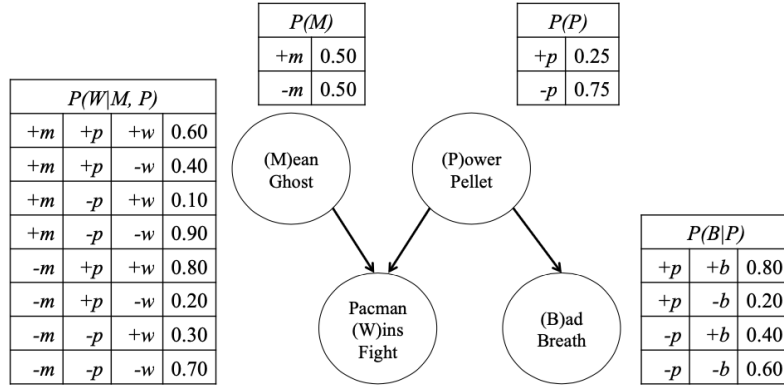 P(M)
+m 0.50
-m 0.50
P(P)
+p 0.25
-p 0.75
P(W|M, P)
+m +p +w 0.60
+m +p -w 0.40
+m -p +w 0.10
+m -p -w 0.90
-m +p +w 0.80
-m +p -w 0.20
-m -p +w 0.30
-m -p -w 0.70
(M)ean
Ghost
(P)ower
Pellet
Pacman
(W)ins
Fight
(B)ad
Breath
P(B|P)
+p +b 0.80
+p -b 0.20
-p +b 0.40
-p -b 0.60